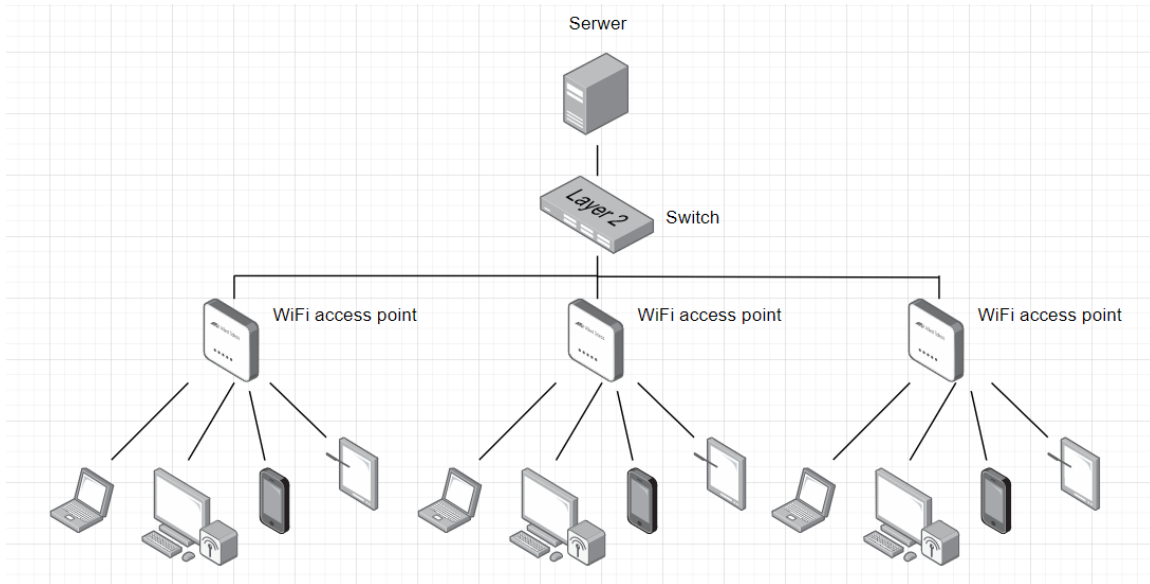 Serwer
Layer 2
Switch
WiFi access point
WiFi access point
WiFi access point